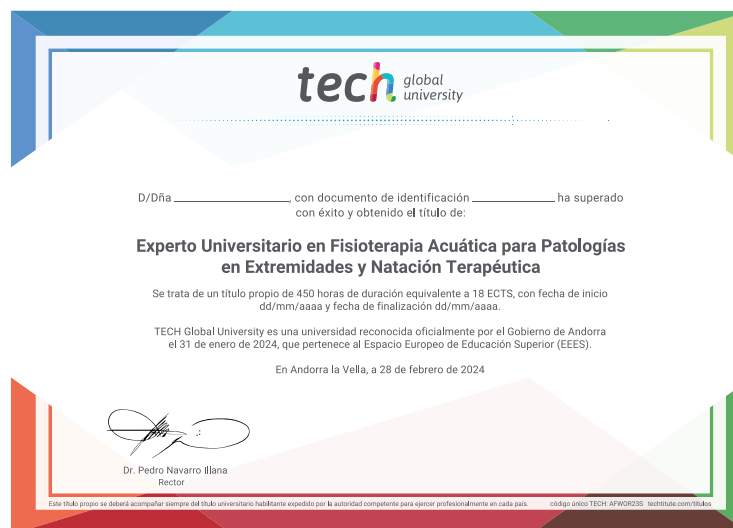 tech global
university
D/Dña ______________, con documento de identificación ______________ ha superado
con éxito y obtenido el título de:
Experto Universitario en Fisioterapia Acuática para Patologías
en Extremidades y Natación Terapéutica
Se trata de un título propio de 450 horas de duración equivalente a 18 ECTS, con fecha de inicio
dd/mm/aaaa y fecha de finalización dd/mm/aaaa.
TECH Global University es una universidad reconocida oficialmente por el Gobierno de Andorra
el 31 de enero de 2024, que pertenece al Espacio Europeo de Educación Superior (EEES).
En Andorra la Vella, a 28 de febrero de 2024
Dr. Pedro Navarro Illana
Rector
Este título propio se deberá acompañar siempre del título universitario habilitante expedido por la autoridad competente para ejercer profesionalmente en cada país. código único TECH: AFWOR23S techtitute.com/titulos